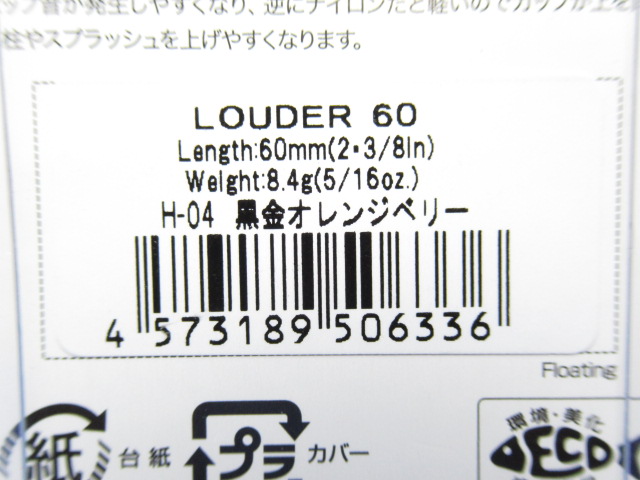 ップ音が発生しやすくなり、逆にナイロンだと軽いのでカップが上を
柱やスプラッシュを上げやすくなります。
LOUDER 60
Length:60mm(2・3/8in)
Weight:8.4g(5/16oz.)
H-04 黒金オレンジベリー
4 573189 506336
Floating
紙 台紙
プラ カバー
環境・美化
DECO